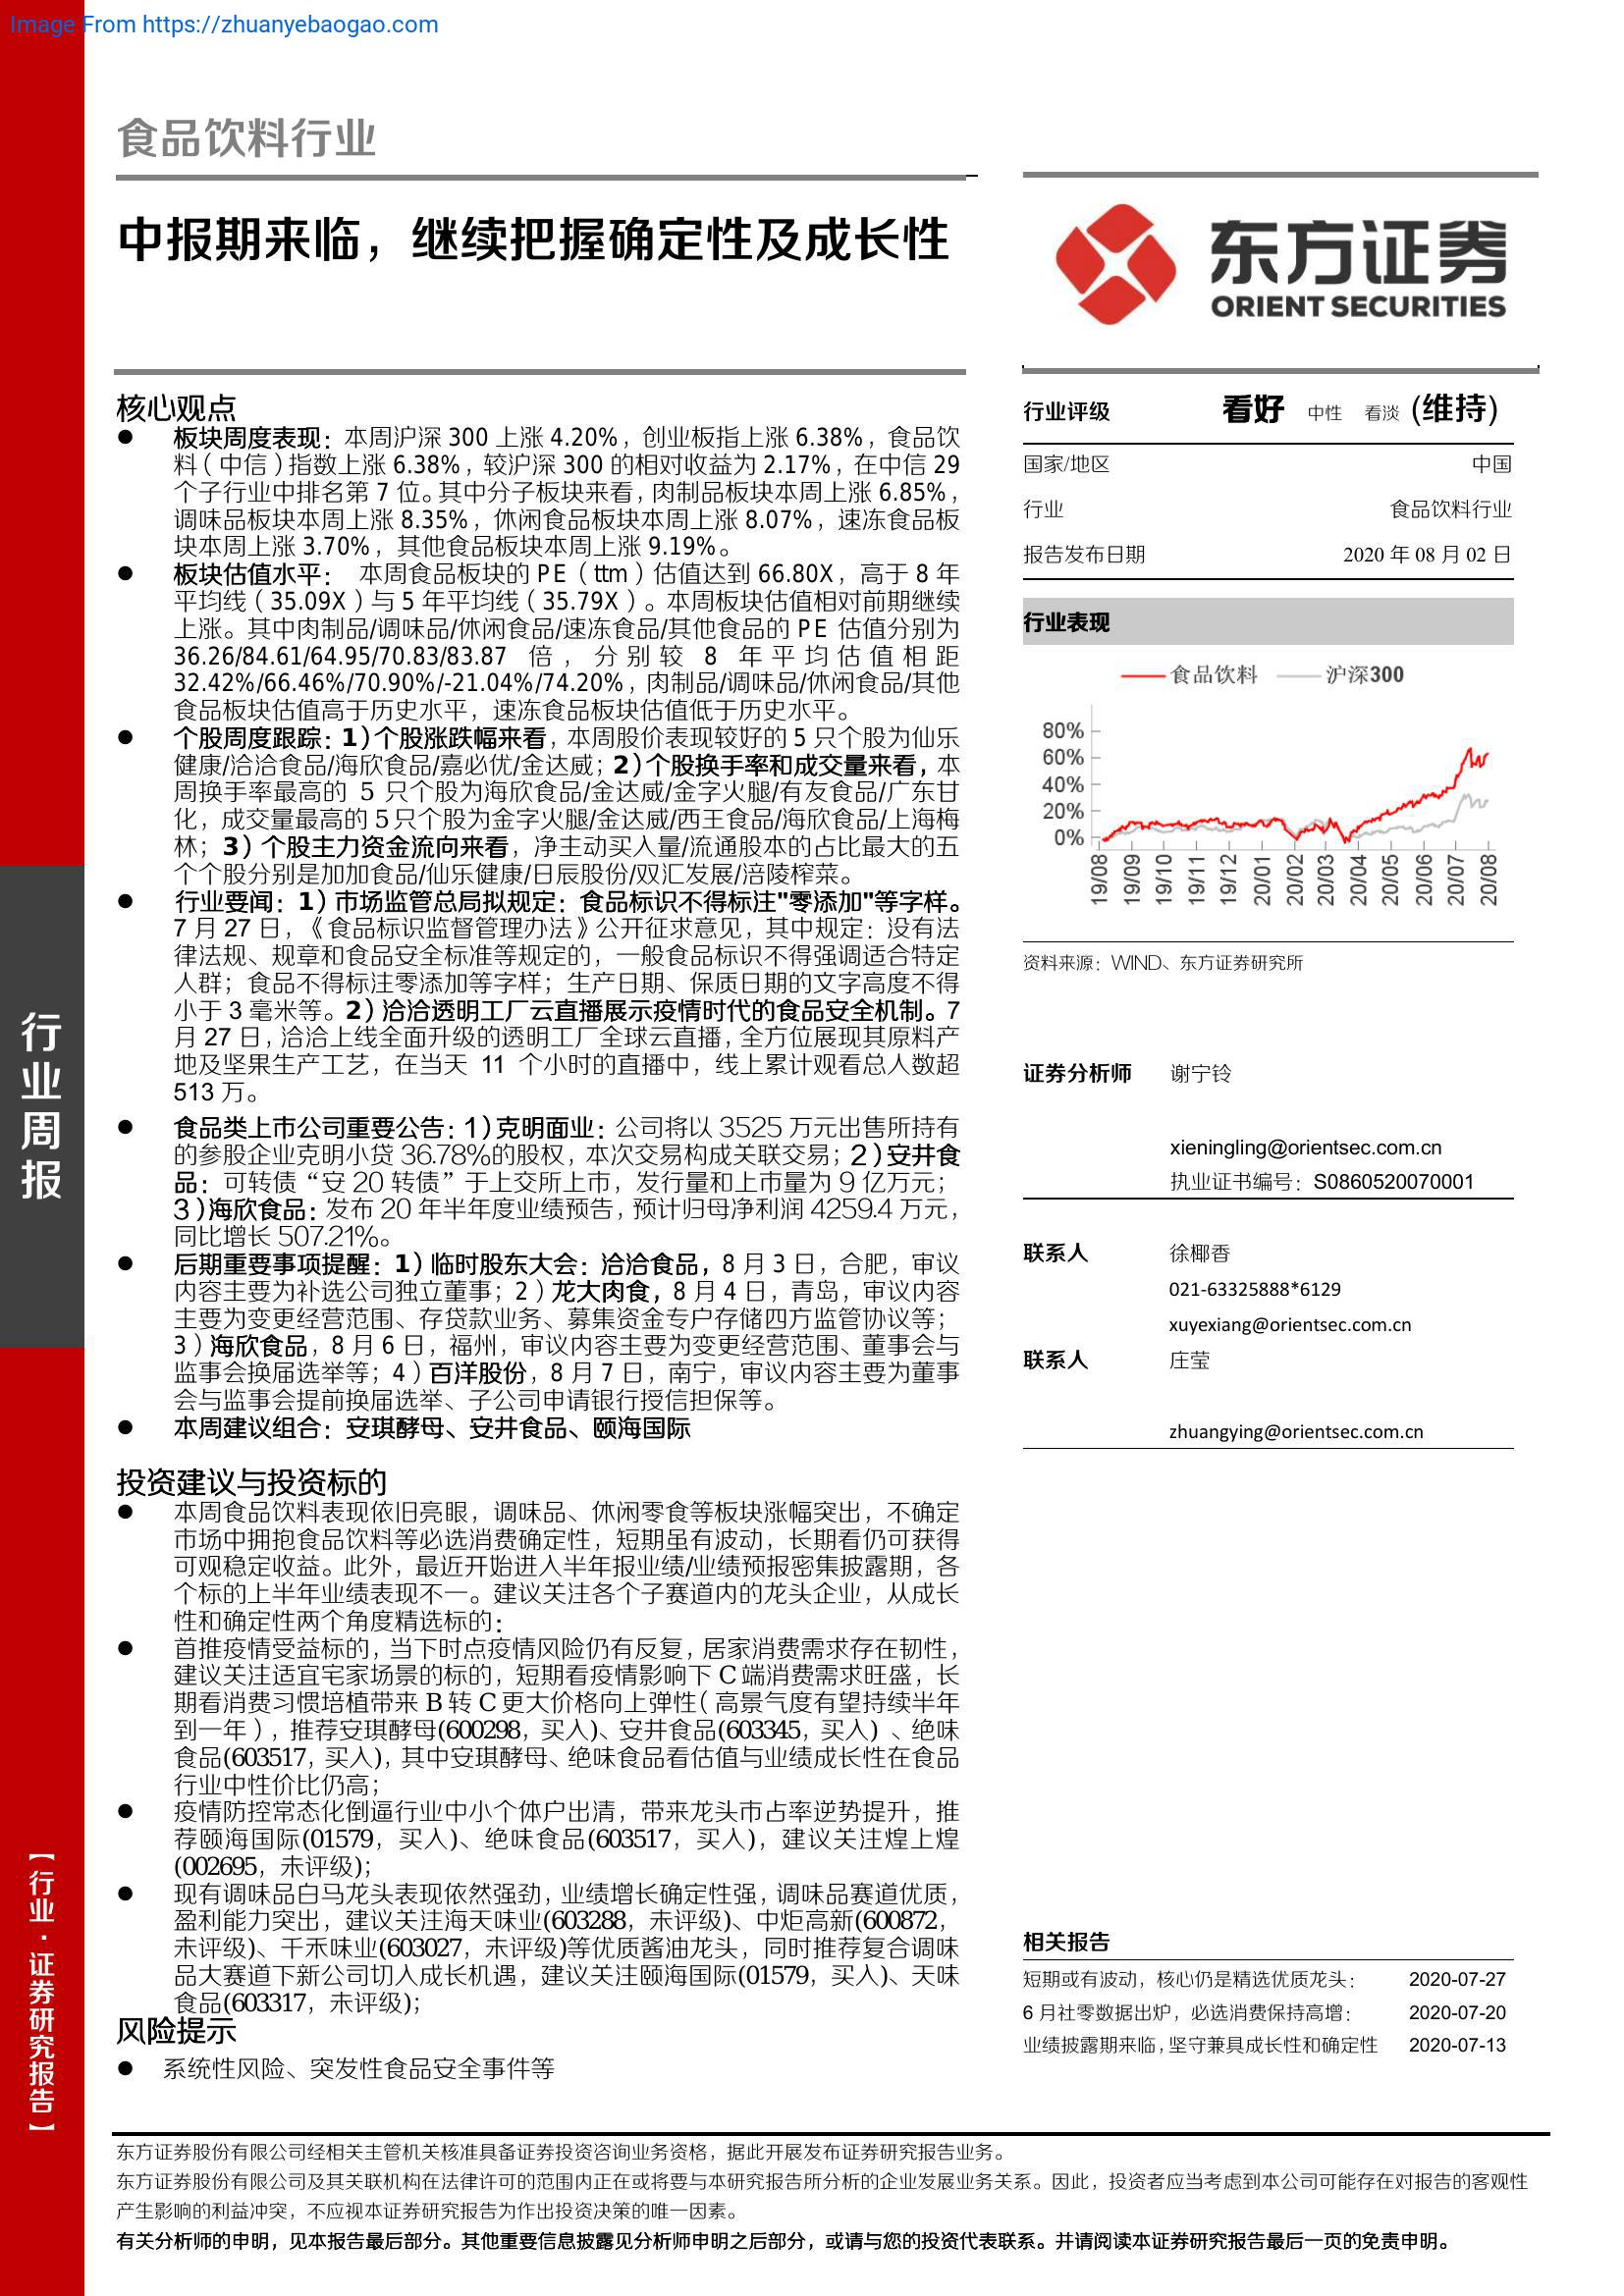 Image From https://zhuanyebaogao.com
食品饮料行业
中报期来临，继续把握确定性及成长性
东方证券
ORIENT SECURITIES
核心观点
● 板块周度表现：本周沪深 300 上涨 4.20%，创业板指上涨 6.38%，食品饮
料（中信）指数上涨 6.38%，较沪深 300 的相对收益为 2.17%，在中信 29
个子行业中排名第 7 位。其中分子板块来看，肉制品板块本周上涨 6.85%，
调味品板块本周上涨 8.35%，休闲食品板块本周上涨 8.07%，速冻食品板
块本周上涨 3.70%，其他食品板块本周上涨 9.19%。
● 板块估值水平： 本周食品板块的 PE（ttm）估值达到 66.80X，高于 8 年
平均线（35.09X）与 5 年平均线（35.79X）。本周板块估值相对前期继续
上涨。其中肉制品/调味品/休闲食品/速冻食品/其他食品的 PE 估值分别为
36.26/84.61/64.95/70.83/83.87 倍，分别较 8 年平均估值相距
32.42%/66.46%/70.90%/-21.04%/74.20%，肉制品/调味品/休闲食品/其他
食品板块估值高于历史水平，速冻食品板块估值低于历史水平。
● 个股周度跟踪：1）个股涨跌幅来看，本周股价表现较好的 5 只个股为仙乐
健康/洽洽食品/海欣食品/嘉必优/金达威；2）个股换手率和成交量来看，本
周换手率最高的 5 只个股为海欣食品/金达威/金字火腿/有友食品/广东甘
化，成交量最高的 5 只个股为金字火腿/金达威/西王食品/海欣食品/上海梅
林；3）个股主力资金流向来看，净主动买入量/流通股本的占比最大的五
个个股分别是加加食品/仙乐健康/日辰股份/双汇发展/涪陵榨菜。
● 行业要闻：1）市场监管总局拟规定：食品标识不得标注"零添加"等字样。
7 月 27 日，《食品标识监督管理办法》公开征求意见，其中规定：没有法
律法规、规章和食品安全标准等规定的，一般食品标识不得强调适合特定
人群；食品不得标注零添加等字样；生产日期、保质日期的文字高度不得
小于 3 毫米等。2）洽洽透明工厂云直播展示疫情时代的食品安全机制。7
月 27 日，洽洽上线全面升级的透明工厂全球云直播，全方位展现其原料产
地及坚果生产工艺，在当天 11 个小时的直播中，线上累计观看总人数超
513 万。
● 食品类上市公司重要公告：1）克明面业：公司将以 3525 万元出售所持有
的参股企业克明小贷 36.78%的股权，本次交易构成关联交易；2）安井食
品：可转债“安 20 转债”于上交所上市，发行量和上市量为 9 亿万元；
3）海欣食品：发布 20 年半年度业绩预告，预计归母净利润 4259.4 万元，
同比增长 507.21%。
● 后期重要事项提醒：1）临时股东大会：洽洽食品，8 月 3 日，合肥，审议
内容主要为补选公司独立董事；2）龙大肉食，8 月 4 日，青岛，审议内容
主要为变更经营范围、存贷款业务、募集资金专户存储四方监管协议等；
3）海欣食品，8 月 6 日，福州，审议内容主要为变更经营范围、董事会与
监事会换届选举等；4）百洋股份，8 月 7 日，南宁，审议内容主要为董事
会与监事会提前换届选举、子公司申请银行授信担保等。
● 本周建议组合：安琪酵母、安井食品、颐海国际
投资建议与投资标的
● 本周食品饮料表现依旧亮眼，调味品、休闲零食等板块涨幅突出，不确定
市场中拥抱食品饮料等必选消费确定性，短期虽有波动，长期看仍可获得
可观稳定收益。此外，最近开始进入半年报业绩/业绩预报密集披露期，各
个标的上半年业绩表现不一。建议关注各个子赛道内的龙头企业，从成长
性和确定性两个角度精选标的：
● 首推疫情受益标的，当下时点疫情风险仍有反复，居家消费需求存在韧性，
建议关注适宜宅家场景的标的，短期看疫情影响下 C 端消费需求旺盛，长
期看消费习惯培植带来 B 转 C 更大价格向上弹性（高景气度有望持续半年
到一年），推荐安琪酵母(600298，买入)、安井食品(603345，买入) 、绝味
食品(603517，买入)，其中安琪酵母、绝味食品看估值与业绩成长性在食品
行业中性价比仍高；
● 疫情防控常态化倒逼行业中小个体户出清，带来龙头市占率逆势提升，推
荐颐海国际(01579，买入)、绝味食品(603517，买入)，建议关注煌上煌
(002695，未评级)；
● 现有调味品白马龙头表现依然强劲，业绩增长确定性强，调味品赛道优质，
盈利能力突出，建议关注海天味业(603288，未评级)、中炬高新(600872，
未评级)、千禾味业(603027，未评级)等优质酱油龙头，同时推荐复合调味
品大赛道下新公司切入成长机遇，建议关注颐海国际(01579，买入)、天味
食品(603317，未评级)；
风险提示
● 系统性风险、突发性食品安全事件等
行业评级 看好 中性 看淡 (维持)
国家/地区 中国
行业 食品饮料行业
报告发布日期 2020 年 08 月 02 日
行业表现
食品饮料 沪深300
80%
60%
40%
20%
0%
19/08 19/09 19/10 19/11 19/12 20/01 20/02 20/03 20/04 20/05 20/06 20/07 20/08
资料来源：WIND、东方证券研究所
证券分析师 谢宁铃
xieningling@orientsec.com.cn
执业证书编号：S0860520070001
联系人 徐椰香
021-63325888*6129
xuyexiang@orientsec.com.cn
联系人 庄莹
zhuangying@orientsec.com.cn
相关报告
短期或有波动，核心仍是精选优质龙头： 2020-07-27
6 月社零数据出炉，必选消费保持高增： 2020-07-20
业绩披露期来临，坚守兼具成长性和确定性 2020-07-13
行业周报
【行业·证券研究报告】
东方证券股份有限公司经相关主管机关核准具备证券投资咨询业务资格，据此开展发布证券研究报告业务。
东方证券股份有限公司及其关联机构在法律许可的范围内正在或将要与本研究报告所分析的企业发展业务关系。因此，投资者应当考虑到本公司可能存在对报告的客观性
产生影响的利益冲突，不应视本证券研究报告为作出投资决策的唯一因素。
有关分析师的申明，见本报告最后部分。其他重要信息披露见分析师申明之后部分，或请与您的投资代表联系。并请阅读本证券研究报告最后一页的免责申明。